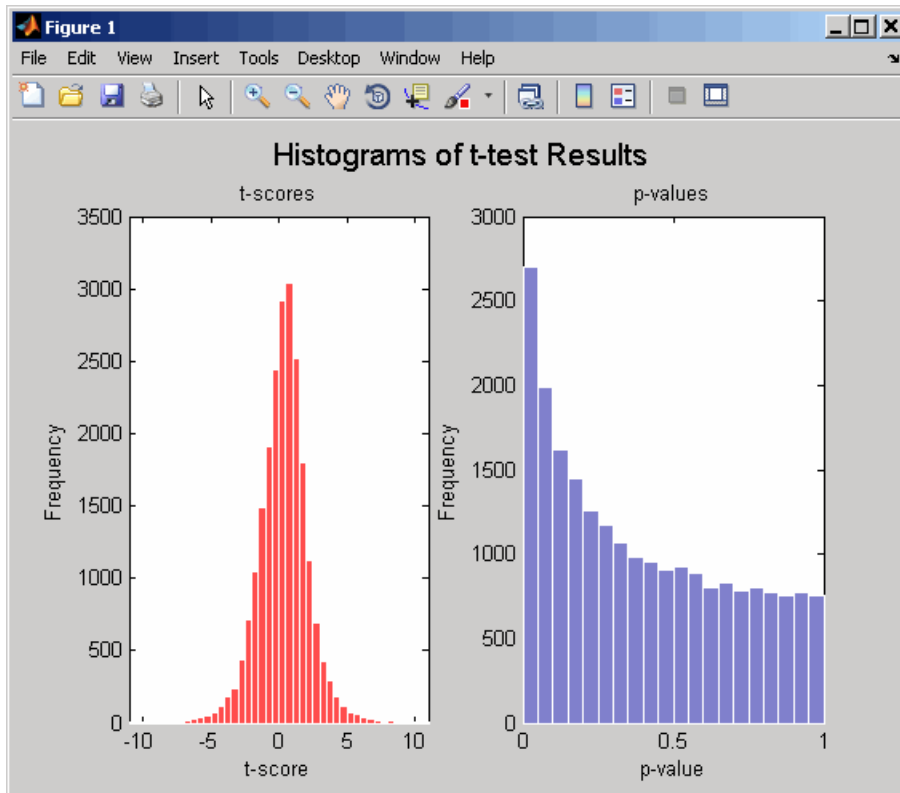 Figure 1
File Edit View Insert Tools Desktop Window Help
Histograms of t-test Results
t-scores
3500
3000
2500
2000
1500
1000
500
0
Frequency
-10 -5 0 5 10
t-score
p-values
3000
2500
2000
1500
1000
500
0
Frequency
0 0.5 1
p-value